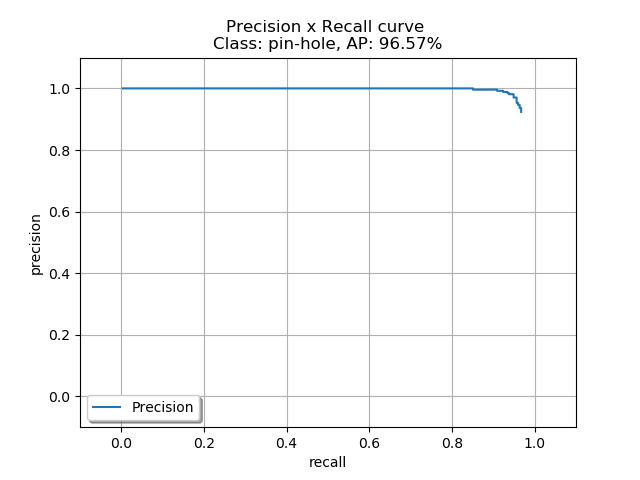 Precision x Recall curve
Class: pin-hole, AP: 96.57%
precision
1.0
0.8
0.6
0.4
0.2
0.0
Precision
0.0 0.2 0.4 0.6 0.8 1.0
recall